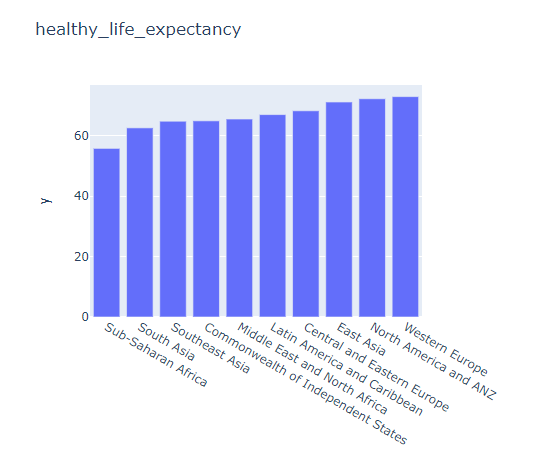 healthy_life_expectancy
60
40
20
0
y
Sub-Saharan Africa
South Asia
Southeast Asia
Commonwealth of Independent States
Middle East and North Africa
Latin America and Caribbean
Central and Eastern Europe
East Asia
North America and ANZ
Western Europe